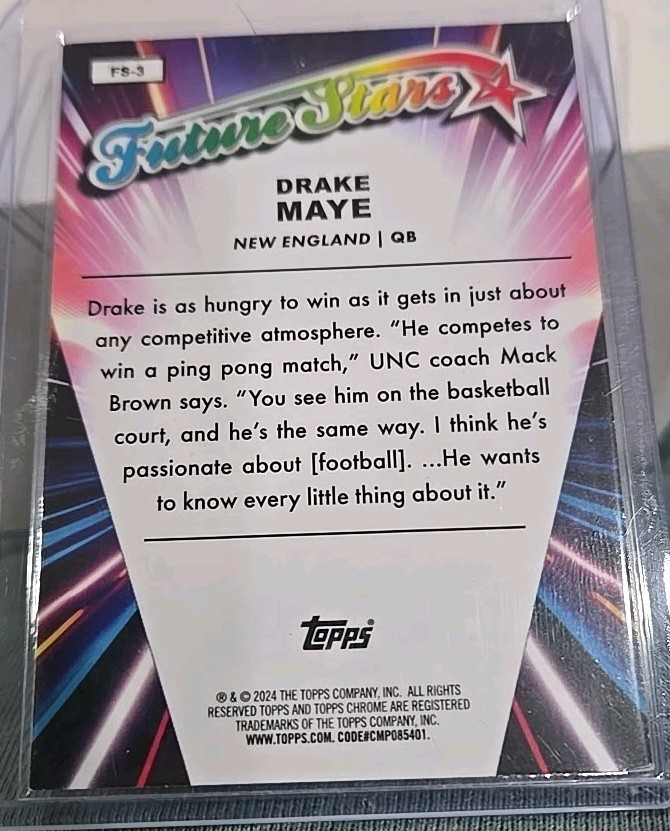 FS-3
Future Stars
DRAKE
MAYE
NEW ENGLAND | QB
Drake is as hungry to win as it gets in just about
any competitive atmosphere. "He competes to
win a ping pong match," UNC coach Mack
Brown says. "You see him on the basketball
court, and he's the same way. I think he's
passionate about [football]. ...He wants
to know every little thing about it."
topps®
® & © 2024 THE TOPPS COMPANY, INC. ALL RIGHTS
RESERVED TOPPS AND TOPPS CHROME ARE REGISTERED
TRADEMARKS OF THE TOPPS COMPANY, INC.
WWW.TOPPS.COM. CODE#CMP085401.